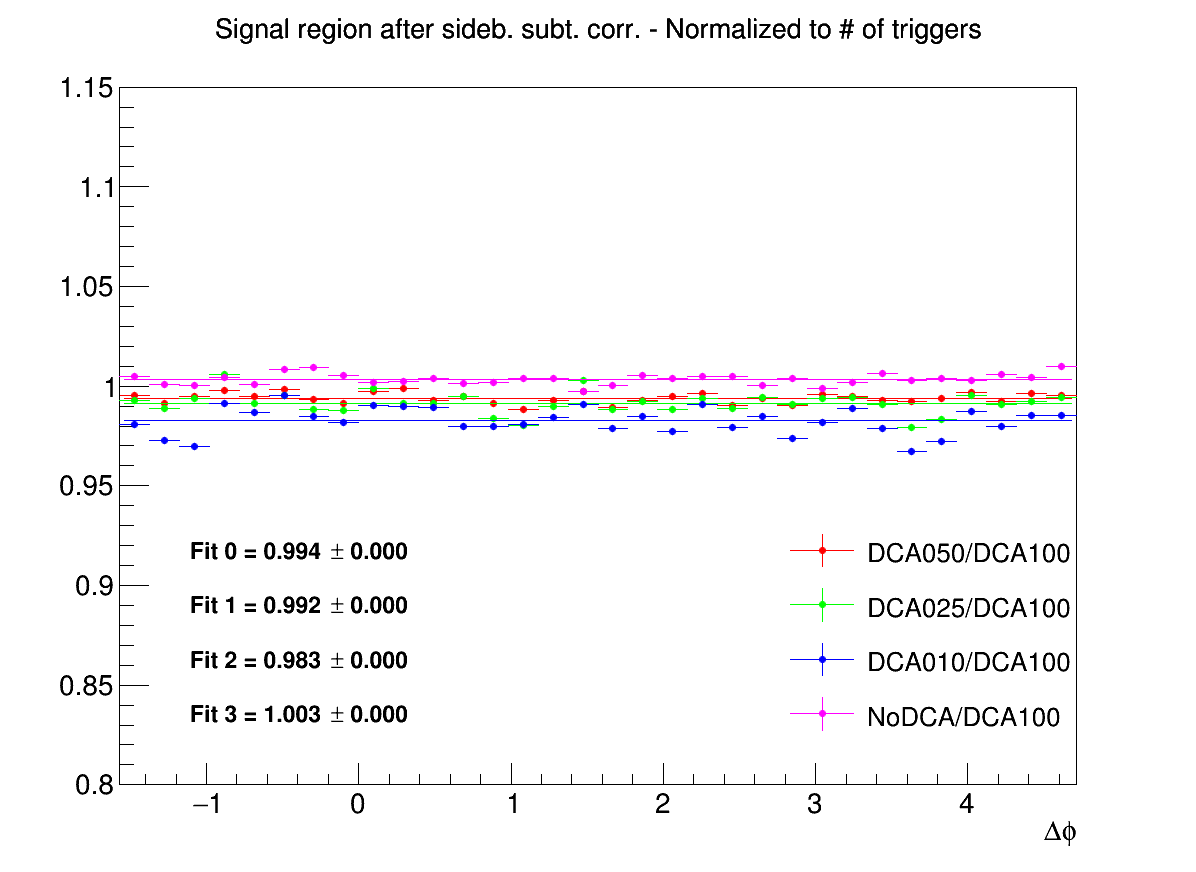 Signal region after sideb. subt. corr. - Normalized to # of triggers
1.15
1.1
1.05
1
0.95
0.9
0.85
0.8
Fit 0 = 0.994 ± 0.000
Fit 1 = 0.992 ± 0.000
Fit 2 = 0.983 ± 0.000
Fit 3 = 1.003 ± 0.000
DCA050/DCA100
DCA025/DCA100
DCA010/DCA100
NoDCA/DCA100
−1 0 1 2 3 4
Δϕ